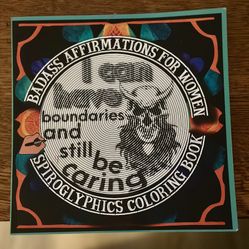 BADASS AFFIRMATIONS FOR WOMEN
I can
have
boundaries
and
still
be
caring
SPIROGLYPHICS COLORING BOOK